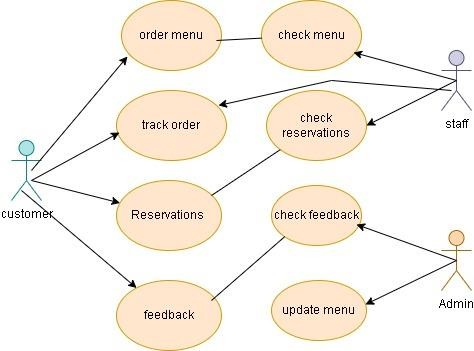 order menu
check menu
track order
check
reservations
staff
customer
Reservations
check feedback
feedback
update menu
Admin